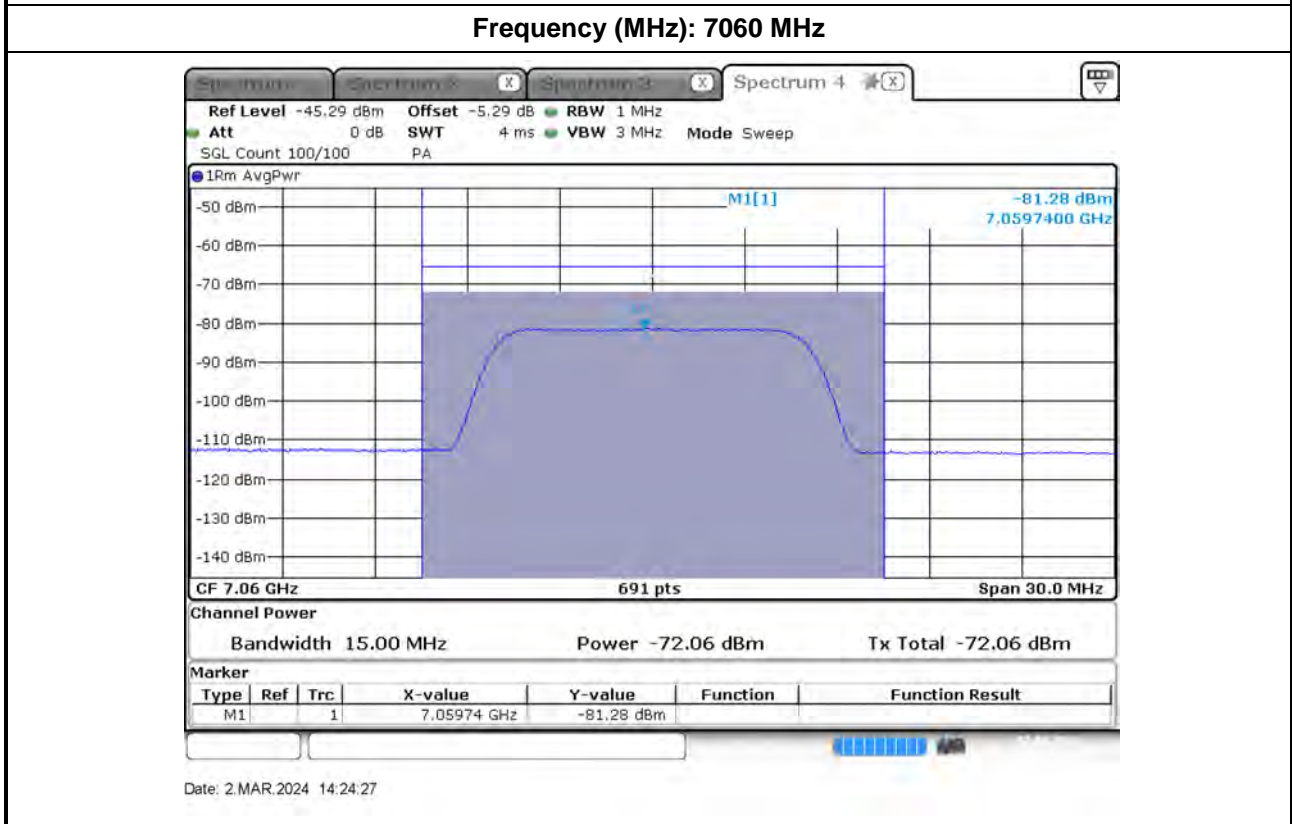 Frequency (MHz): 7060 MHz
Spectrum 4
Ref Level -45.29 dBm Offset -5.29 dB RBW 1 MHz
Att 0 dB SWT 4 ms VBW 3 MHz Mode Sweep
SGL Count 100/100 PA
1Rm AvgPwr
M1[1] -81.28 dBm
7.0597400 GHz
-50 dBm
-60 dBm
-70 dBm
-80 dBm
-90 dBm
-100 dBm
-110 dBm
-120 dBm
-130 dBm
-140 dBm
CF 7.06 GHz 691 pts Span 30.0 MHz
Channel Power
Bandwidth 15.00 MHz Power -72.06 dBm Tx Total -72.06 dBm
Marker
Type Ref Trc X-value Y-value Function Function Result
M1 1 7.05974 GHz -81.28 dBm
Date: 2.MAR.2024 14:24:27